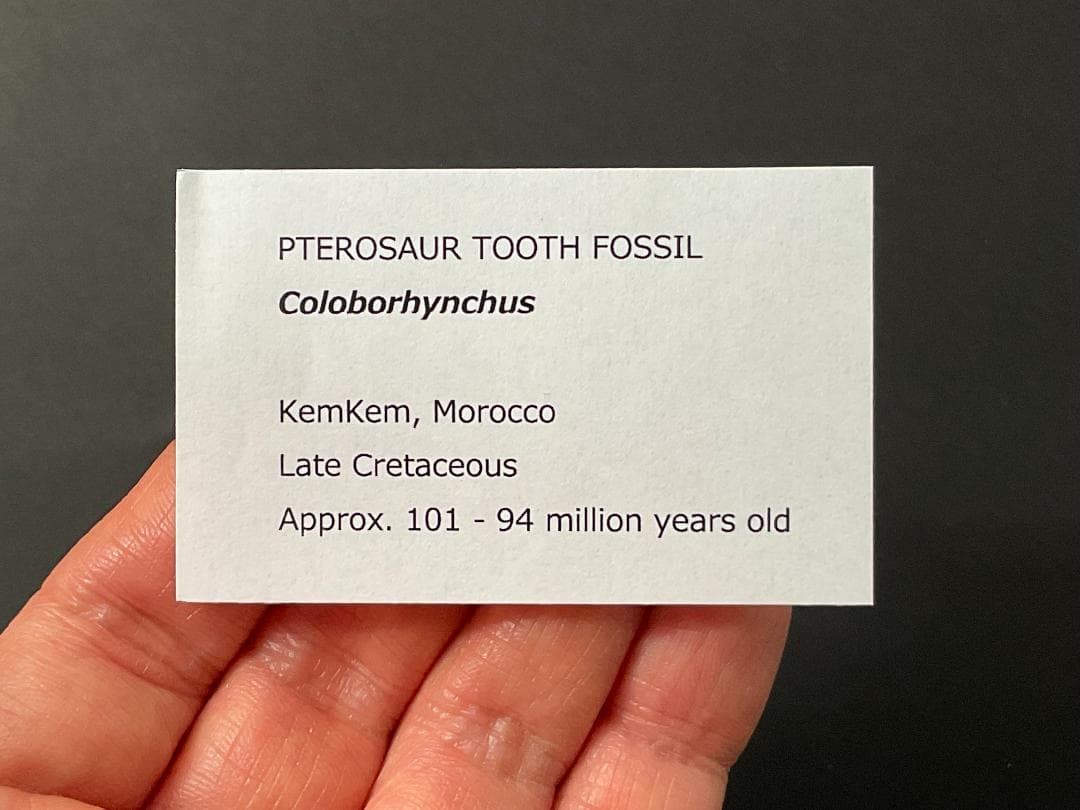 PTEROSAUR TOOTH FOSSIL
Coloborhynchus
KemKem, Morocco
Late Cretaceous
Approx. 101 - 94 million years old